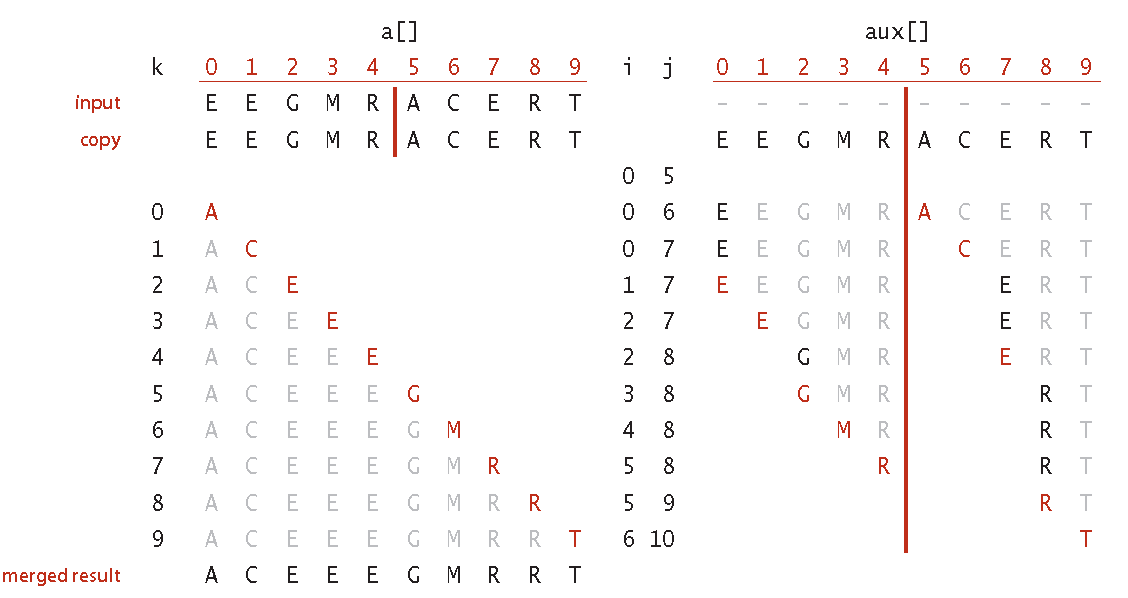 a[] aux[]
k 0 1 2 3 4 5 6 7 8 9 i j 0 1 2 3 4 5 6 7 8 9
input E E G M R A C E R T - - - - - - - - - -
copy E E G M R A C E R T E E G M R A C E R T
0 5
0 A 0 6 E E G M R A C E R T
1 A C 0 7 E E G M R C E R T
2 A C E 1 7 E E G M R E R T
3 A C E E 2 7 E G M R E R T
4 A C E E E 2 8 G M R E R T
5 A C E E E G 3 8 G M R R T
6 A C E E E G M 4 8 M R R T
7 A C E E E G M R 5 8 R R T
8 A C E E E G M R R 5 9 R T
9 A C E E E G M R R T 6 10 T
merged result A C E E E G M R R T